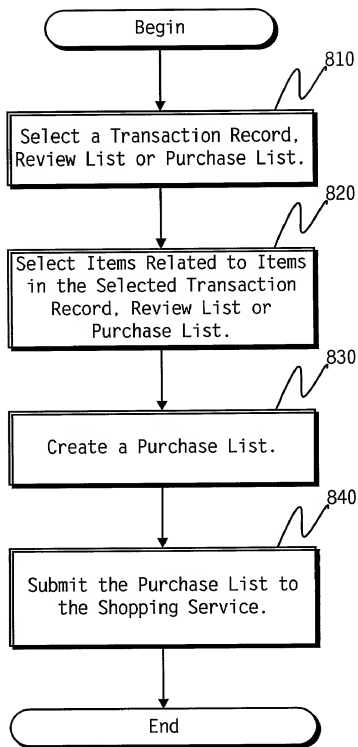 Begin
810
Select a Transaction Record,
Review List or Purchase List.
820
Select Items Related to Items
in the Selected Transaction
Record, Review List or
Purchase List.
830
Create a Purchase List.
840
Submit the Purchase List to
the Shopping Service.
End